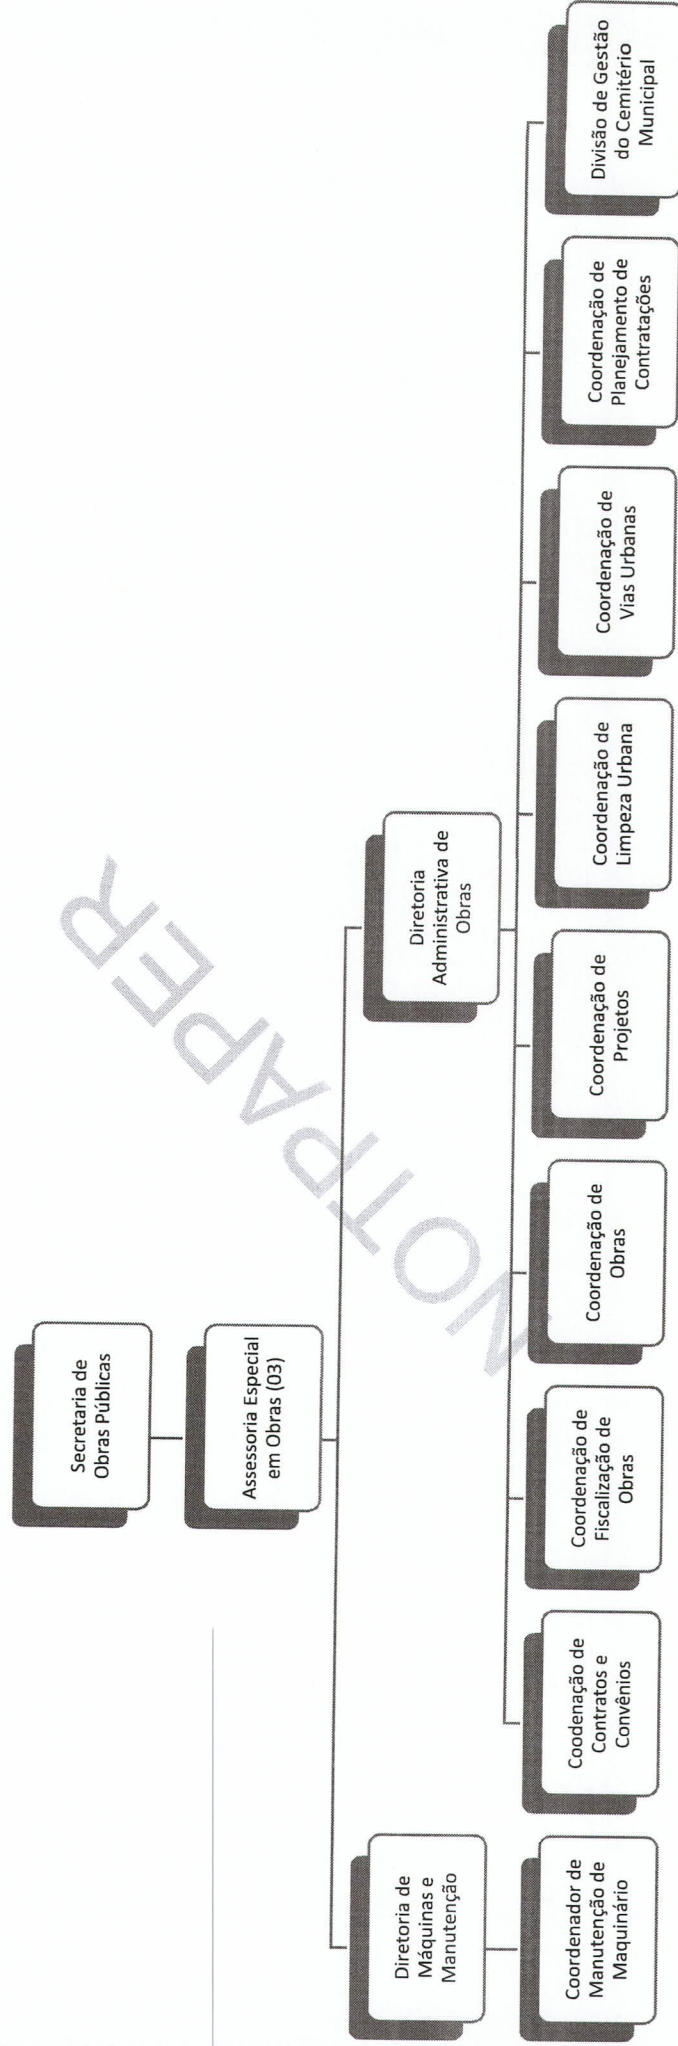 Secretaria de
Obras Públicas
Assessoria Especial
em Obras (03)
Diretoria de
Máquinas e
Manutenção
Diretoria
Administrativa de
Obras
Coordenador de
Manutenção de
Maquinário
Coodenação de
Contratos e
Convênios
Coordenação de
Fiscalização de
Obras
Coordenação de
Obras
Coordenação de
Projetos
Coordenação de
Limpeza Urbana
Coordenação de
Vias Urbanas
Coordenação de
Planejamento de
Contratações
Divisão de Gestão
do Cemitério
Municipal
NOTPAPER